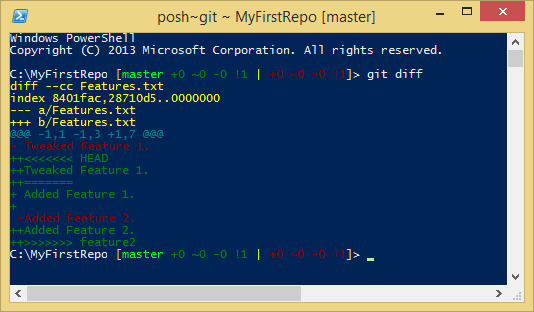 posh~git ~ MyFirstRepo [master]
Windows PowerShell
Copyright (C) 2013 Microsoft Corporation. All rights reserved.
C:\MyFirstRepo [master +0 ~0 -0 !1 | +0 ~0 -0 !1]> git diff
diff --cc Features.txt
index 8401fac,28710d5..0000000
--- a/Features.txt
+++ b/Features.txt
@@@ -1,1 -1,3 +1,7 @@@
- Tweaked Feature 1.
++<<<<<<< HEAD
++Tweaked Feature 1.
++=======
+ Added Feature 1.
+
 -Added Feature 2.
++Added Feature 2.
++>>>>>>> feature2
C:\MyFirstRepo [master +0 ~0 -0 !1 | +0 ~0 -0 !1]>